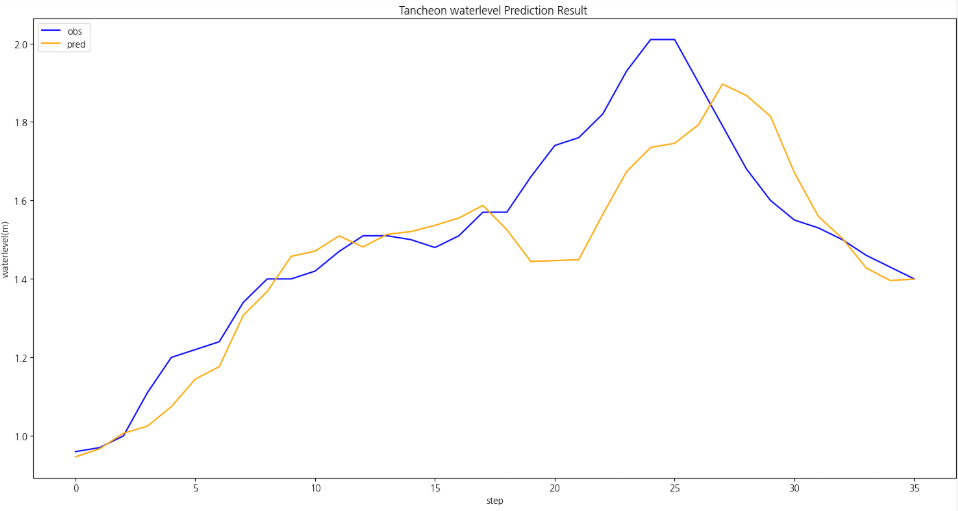 Tancheon waterlevel Prediction Result
obs
pred
2.0
1.8
1.6
1.4
1.2
1.0
waterlevel(m)
0 5 10 15 20 25 30 35
step